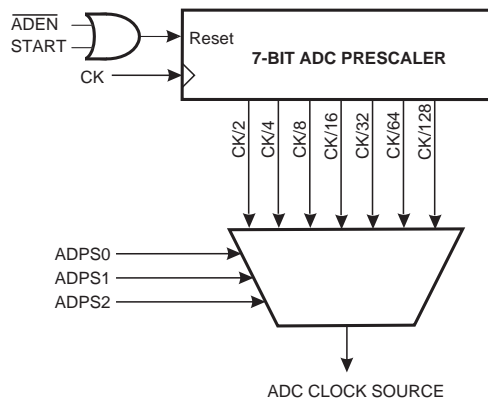 ADEN
START
Reset
CK
7-BIT ADC PRESCALER
CK/2
CK/4
CK/8
CK/16
CK/32
CK/64
CK/128
ADPS0
ADPS1
ADPS2
ADC CLOCK SOURCE